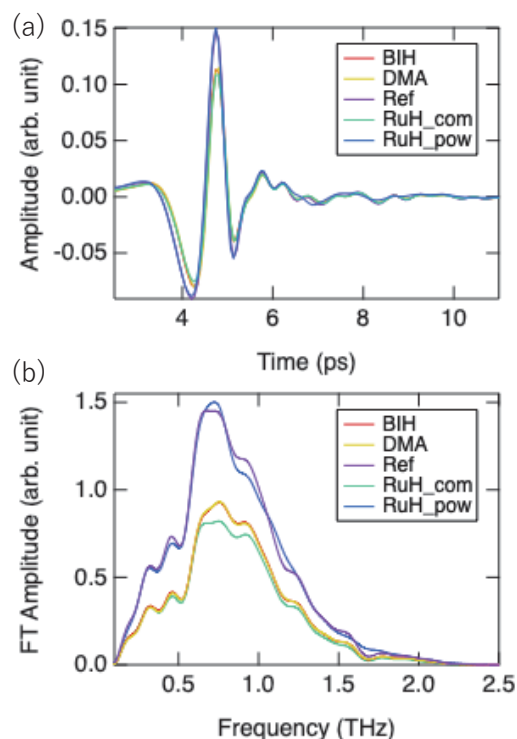 (a)
0.15
0.10
0.05
0.00
-0.05
Amplitude (arb. unit)
BIH
DMA
Ref
RuH_com
RuH_pow
4
6
8
10
Time (ps)
(b)
1.5
1.0
0.5
0.0
FT Amplitude (arb. unit)
BIH
DMA
Ref
RuH_com
RuH_pow
0.5
1.0
1.5
2.0
2.5
Frequency (THz)